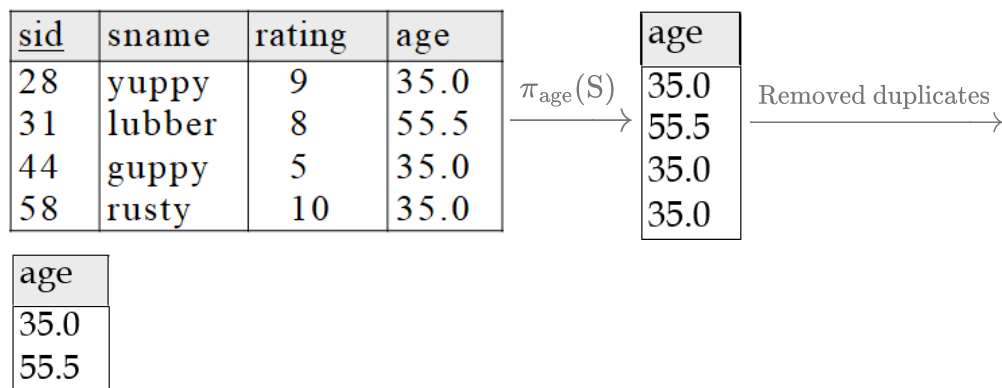 sid sname rating age
28 yuppy 9 35.0
31 lubber 8 55.5
44 guppy 5 35.0
58 rusty 10 35.0
π_age(S)
age
35.0
55.5
35.0
35.0
Removed duplicates
age
35.0
55.5